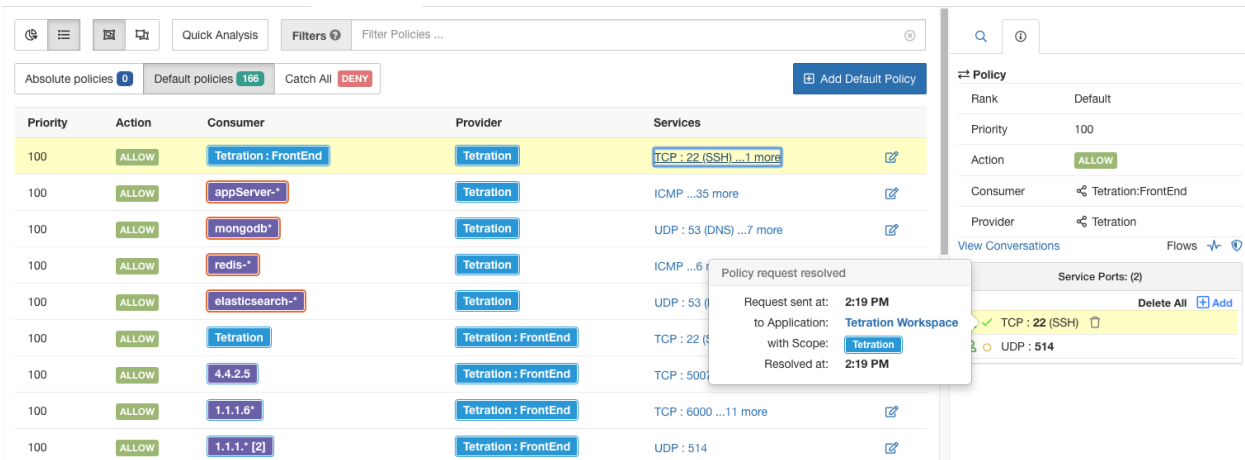 Quick Analysis Filters Filter Policies ...
Absolute policies 0 Default policies 166 Catch All DENY Add Default Policy
Priority Action Consumer Provider Services
100 ALLOW Tetration : FrontEnd Tetration TCP : 22 (SSH) ...1 more
100 ALLOW appServer-* Tetration ICMP ...35 more
100 ALLOW mongodb* Tetration UDP : 53 (DNS) ...7 more
100 ALLOW redis-* Tetration ICMP ...6
100 ALLOW elasticsearch-* Tetration UDP : 53
100 ALLOW Tetration Tetration : FrontEnd TCP : 22
100 ALLOW 4.4.2.5 Tetration : FrontEnd TCP :
100 ALLOW 1.1.1.6* Tetration : FrontEnd TCP : 6000 ...11 more
100 ALLOW 1.1.1.* [2] Tetration : FrontEnd UDP : 514
Policy request resolved
Request sent at: 2:19 PM
to Application: Tetration Workspace
with Scope: Tetration
Resolved at: 2:19 PM
Policy
Rank Default
Priority 100
Action ALLOW
Consumer Tetration:FrontEnd
Provider Tetration
View Conversations Flows
Service Ports: (2)
Delete All Add
TCP : 22 (SSH)
UDP : 514